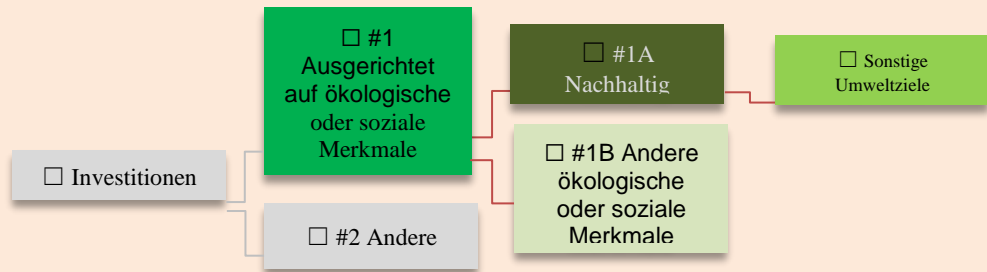 ☐ Investitionen
☐ #1
Ausgerichtet
auf ökologische
oder soziale
Merkmale
☐ #2 Andere
☐ #1A
Nachhaltig
☐ #1B Andere
ökologische
oder soziale
Merkmale
☐ Sonstige
Umweltziele